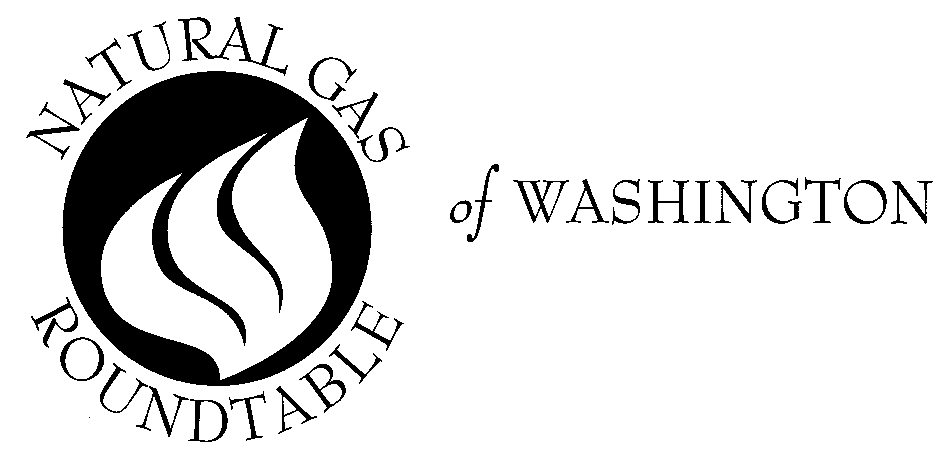 NATURAL GAS
ROUNDTABLE
of WASHINGTON